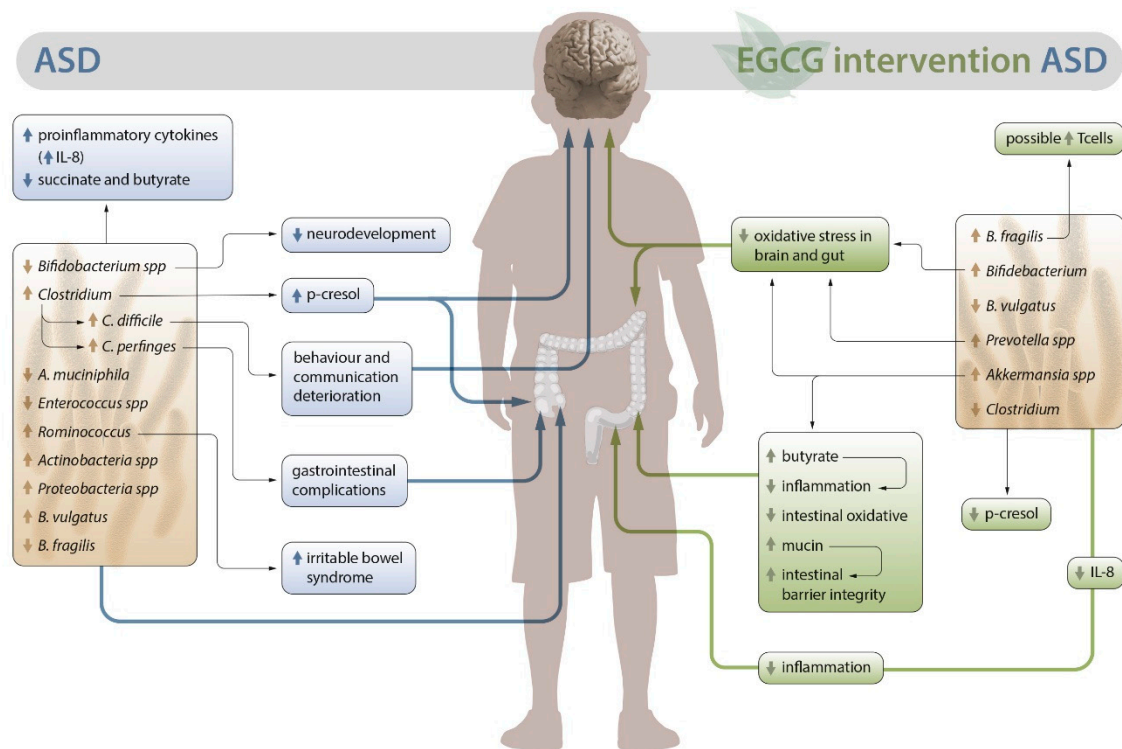 ASD
EGCG intervention ASD
proinflammatory cytokines
(IL-8)
succinate and butyrate
Bifidobacterium spp
Clostridium
C. difficile
C. perfinges
A. muciniphila
Enterococcus spp
Rominococcus
Actinobacteria spp
Proteobacteria spp
B. vulgatus
B. fragilis
neurodevelopment
p-cresol
behaviour and
communication
deterioration
gastrointestinal
complications
irritable bowel
syndrome
oxidative stress in
brain and gut
butyrate
inflammation
intestinal oxidative
mucin
intestinal
barrier integrity
inflammation
possible Tcells
B. fragilis
Bifidebacterium
B. vulgatus
Prevotella spp
Akkermansia spp
Clostridium
p-cresol
IL-8